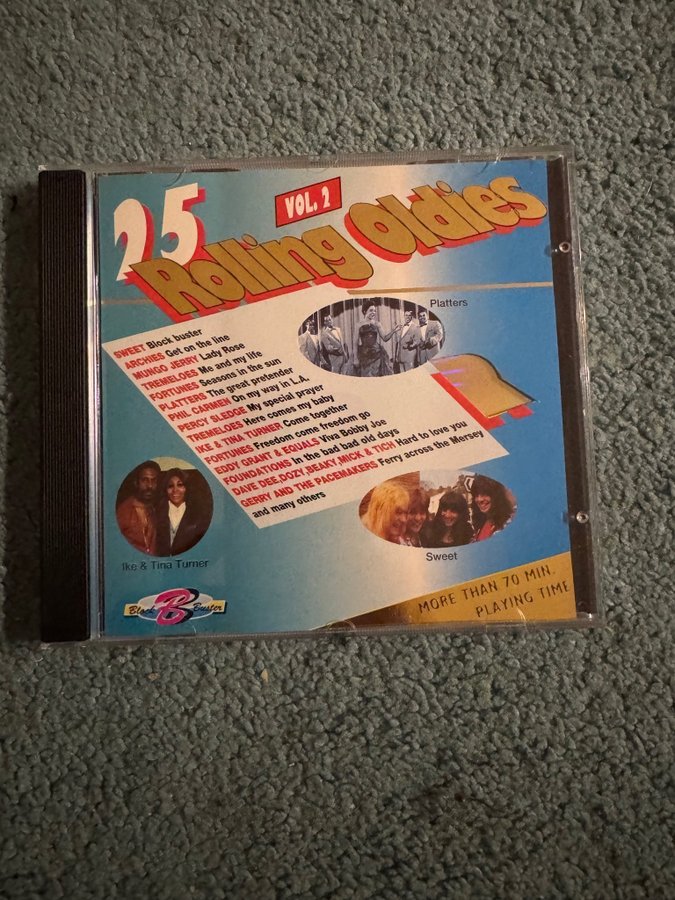 25
VOL. 2
Rolling Oldies
Platters
SWEET Block buster
ARCHIES Get on the line
MUNGO JERRY Lady Rose
TREMELOES Me and my life
FORTUNES Seasons in the sun
PLATTERS The great pretender
PHIL CARMEN On my way in L.A.
PERCY SLEDGE My special prayer
TREMELOES Here comes my baby
IKE & TINA TURNER Come together
FORTUNES Freedom come freedom go
EDDY GRANT & EQUALS Viva Bobby Joe
FOUNDATIONS In the bad bad old days
DAVE DEE,DOZY,BEAKY,MICK & TICH Hard to love you
GERRY AND THE PACEMAKERS Ferry across the Mersey
and many others
Ike & Tina Turner
Sweet
Block B Buster
MORE THAN 70 MIN.
PLAYING TIME